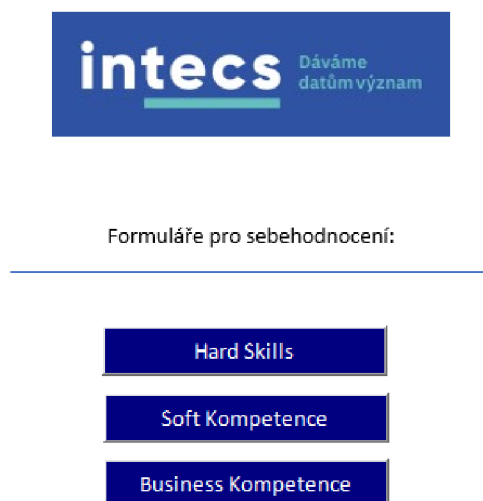 intecs
Dáváme
datům význam
Formuláře pro sebehodnocení:
Hard Skills
Soft Kompetence
Business Kompetence